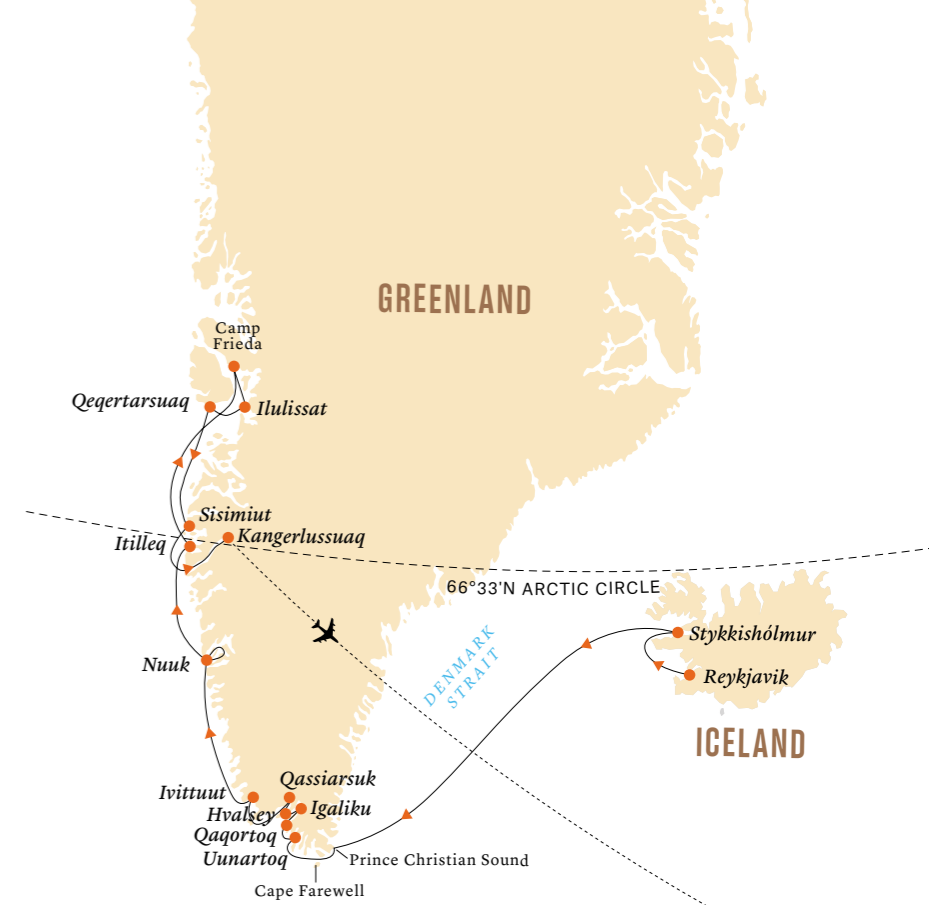 GREENLAND
Camp
Frieda
Qeqertarsuaq
Ilulissat
Sisimiut
Itilleq
Kangerlussuaq
66°33'N ARCTIC CIRCLE
DENMARK
STRAIT
Stykkishólmur
Reykjavik
ICELAND
Nuuk
Qassiarsuk
Ivittuut
Igaliku
Hvalsey
Qaqortoq
Uunartoq
Prince Christian Sound
Cape Farewell